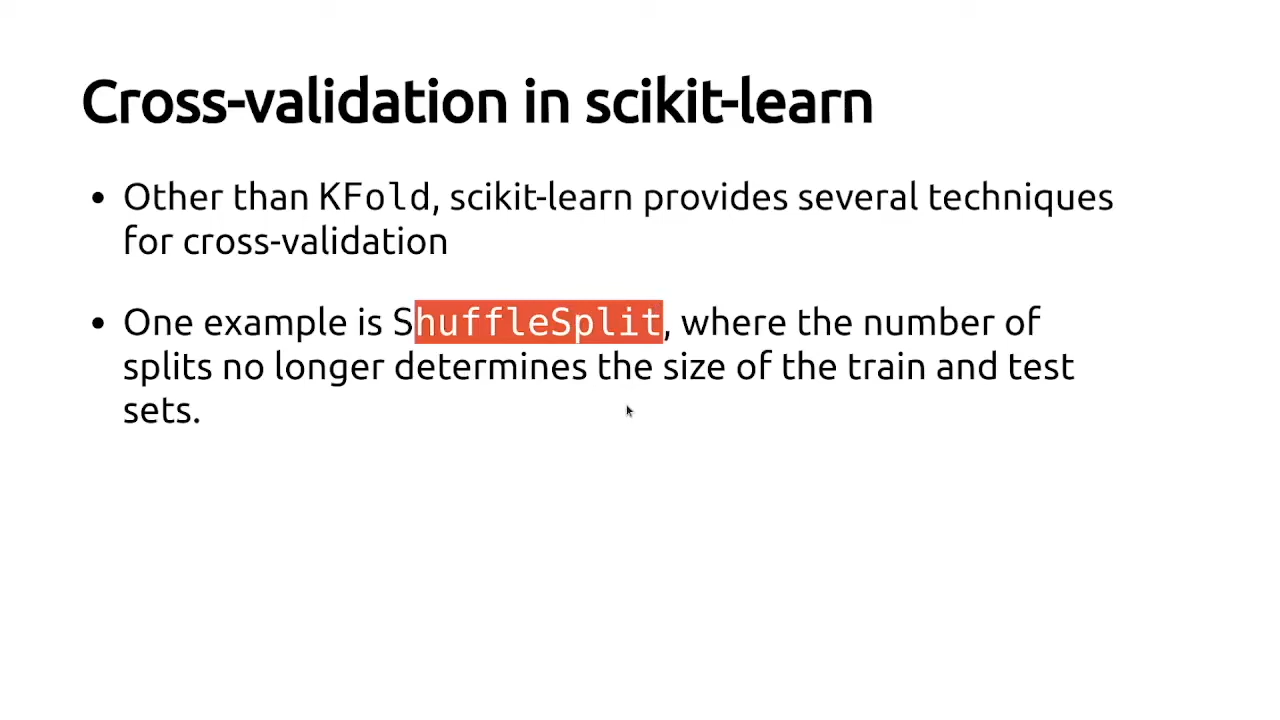 Cross-validation in scikit-learn
• Other than KFold, scikit-learn provides several techniques
for cross-validation
• One example is ShuffleSplit, where the number of
splits no longer determines the size of the train and test
sets.